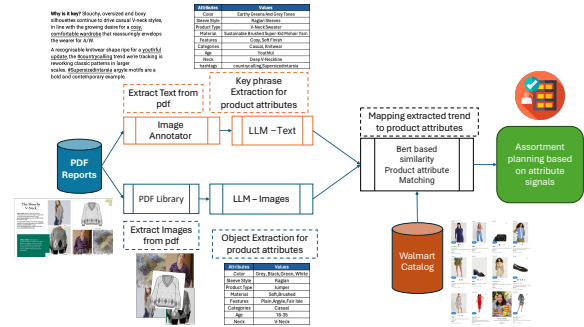 Why is it key? Blouchy, oversized and boxy
silhouettes continue to drive casual V-neck styles,
in line with the growing desire for a cosy,
comfortable wardrobe that reassuringly envelops
the wearer for A/W.
A recognisable knitwear shape ripe for a youthful
update, the #Countrycalling trend we're tracking is
reworking classic patterns in larger
scales. #Supersizedintarsia argyle motifs are a
bold and contemporary example.
Attributes Values
Color Earthy Greens And Grey Tones
Sleeve Style Raglan Sleeves
Product Type V-Neck Sweater
Material Sustainable Brushed Super-Kid Mohair Yarn
Features Cosy, Soft Finish
Categories Casual, Knitwear
Age Youthful
Neck Deep V-Neckline
hashtags countrycalling,Supersizedintarsia
Extract Text from
pdf
Key phrase
Extraction for
product attributes
Image
Annotator
LLM –Text
PDF
Reports
PDF Library
LLM – Images
Extract Images
from pdf
Object Extraction for
product attributes
Attributes Values
Color Grey, Black,Green, White
Sleeve Style Raglan
Product Type Jumper
Material Soft,Brushed
Features Plain,Argyle,Fair Isle
Categories Casual
Age 18-35
Neck V-Neck
Mapping extracted trend
to product attributes
Bert based
similarity
Product attribute
Matching
Walmart
Catalog
Assortment
planning based
on attribute
signals
The Slouchy
V-Neck